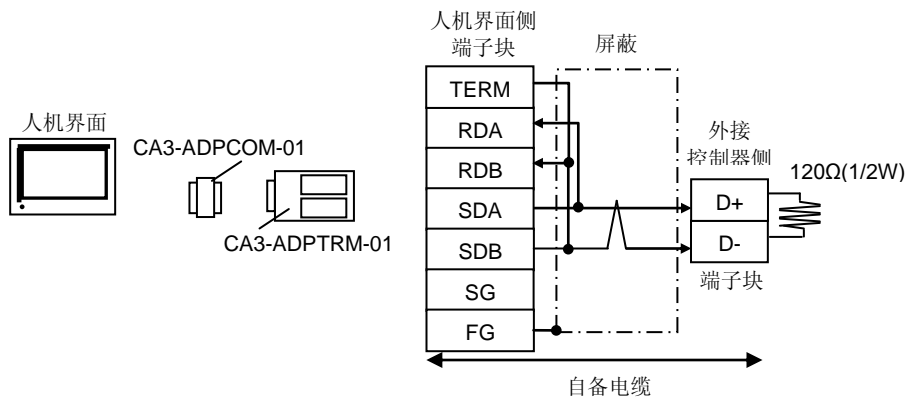 人机界面
CA3-ADPCOM-01
CA3-ADPTRM-01
人机界面侧
端子块
TERM
RDA
RDB
SDA
SDB
SG
FG
屏蔽
外接
控制器侧
D+
D-
端子块
120Ω(1/2W)
自备电缆